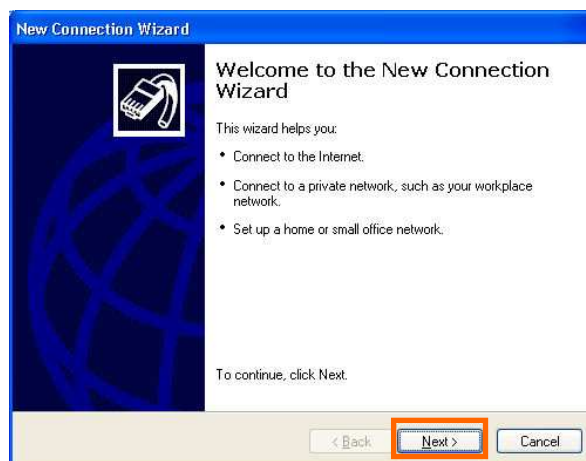 New Connection Wizard
Welcome to the New Connection
Wizard
This wizard helps you:
• Connect to the Internet.
• Connect to a private network, such as your workplace
network.
• Set up a home or small office network.
To continue, click Next.
< Back Next > Cancel